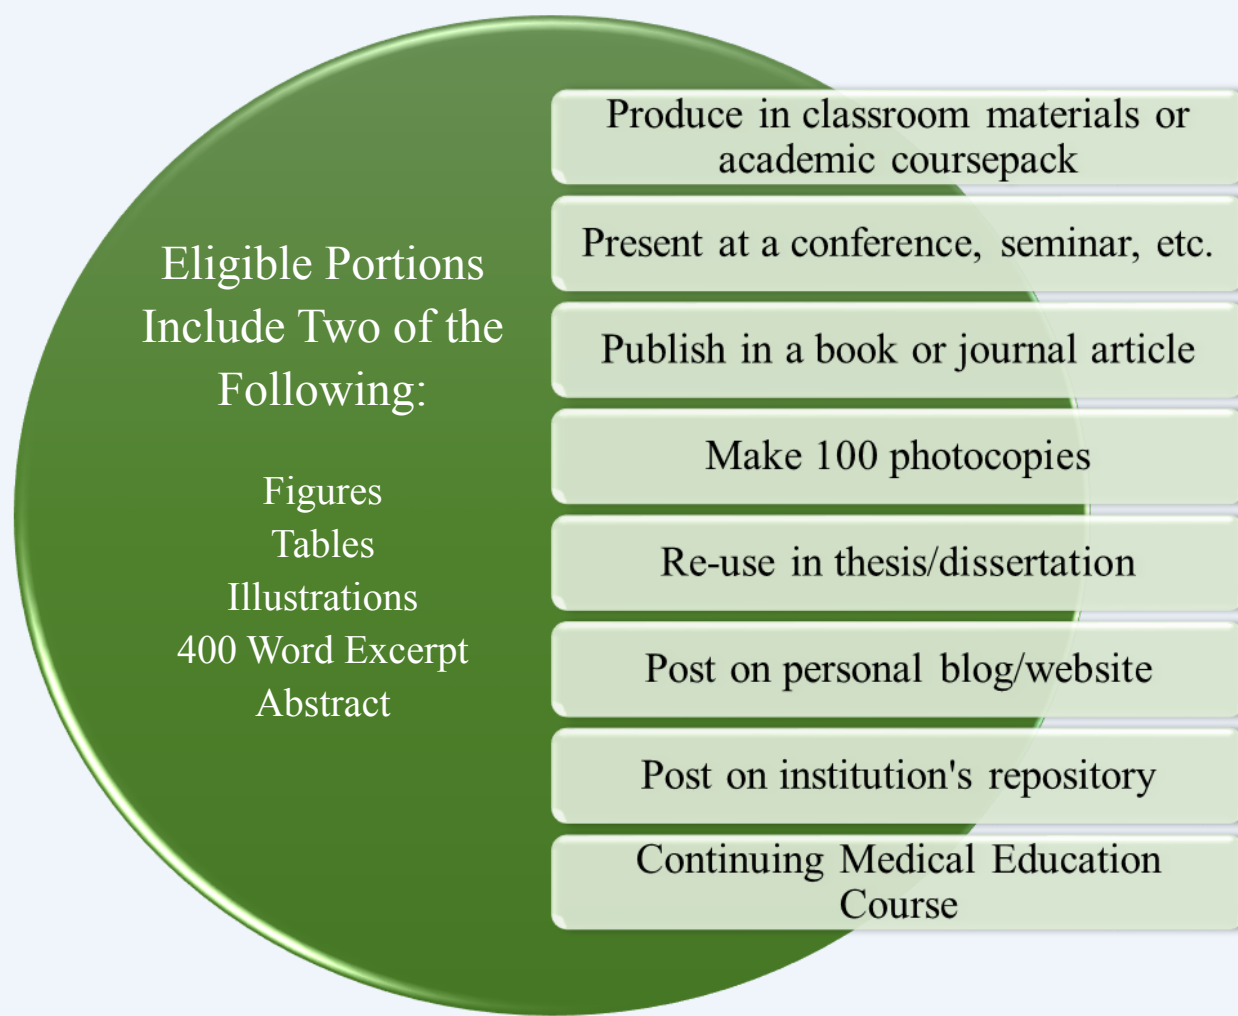 Eligible Portions
Include Two of the
Following:
Figures
Tables
Illustrations
400 Word Excerpt
Abstract
Produce in classroom materials or
academic coursepack
Present at a conference, seminar, etc.
Publish in a book or journal article
Make 100 photocopies
Re-use in thesis/dissertation
Post on personal blog/website
Post on institution's repository
Continuing Medical Education
Course